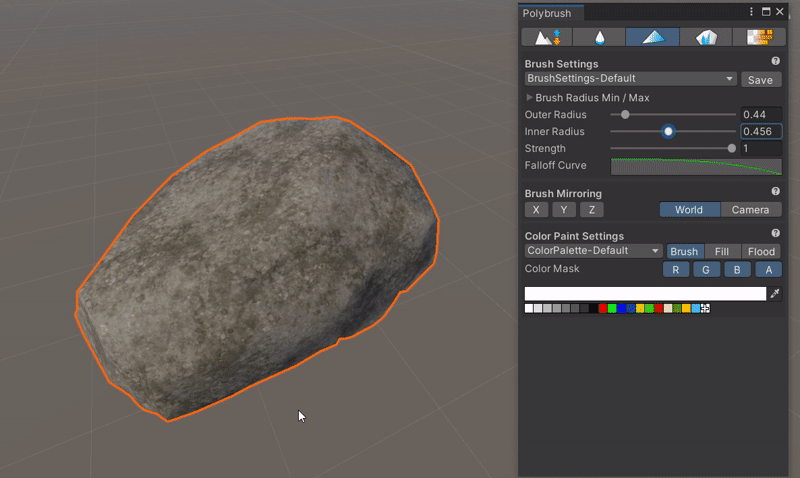 Polybrush
Brush Settings
BrushSettings-Default Save
Brush Radius Min / Max
Outer Radius 0.44
Inner Radius 0.456
Strength 1
Falloff Curve
Brush Mirroring
X Y Z World Camera
Color Paint Settings
ColorPalette-Default Brush Fill Flood
Color Mask R G B A